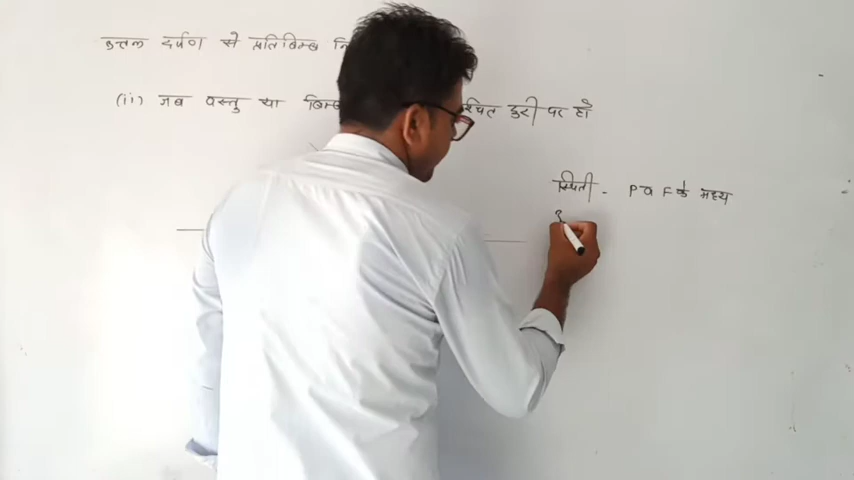 उत्तल दर्पण से प्रतिबिम्ब
(ii) जब वस्तु या दुरी पर हो
स्थिती - P व F के मध्य